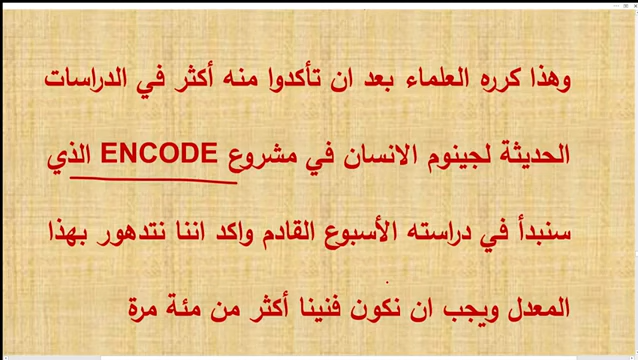 وهذا كرره العلماء بعد ان تأكدوا منه أكثر في الدراسات
الحديثة لجينوم الانسان في مشروع ENCODE الذي
سنبدأ في دراسته الأسبوع القادم واكد اننا نتدهور بهذا
المعدل ويجب ان نكون فنينا أكثر من مئة مرة